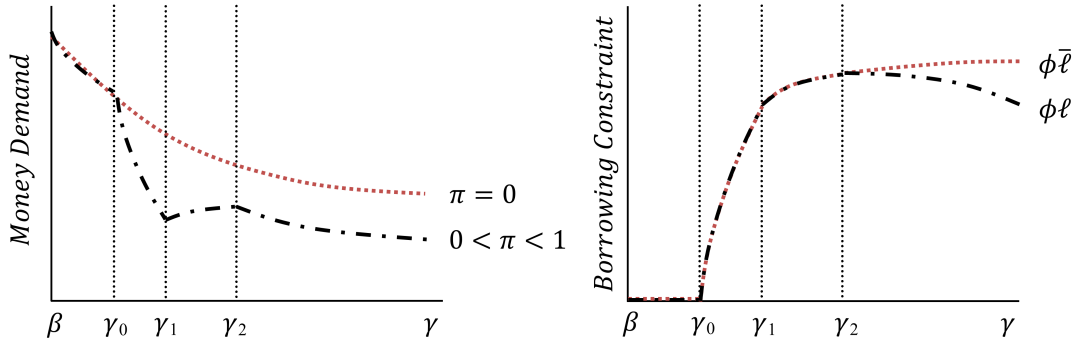 Money Demand
π = 0
0 < π < 1
β γ₀ γ₁ γ₂ γ
Borrowing Constraint
ϕℓ̅
ϕℓ
β γ₀ γ₁ γ₂ γ